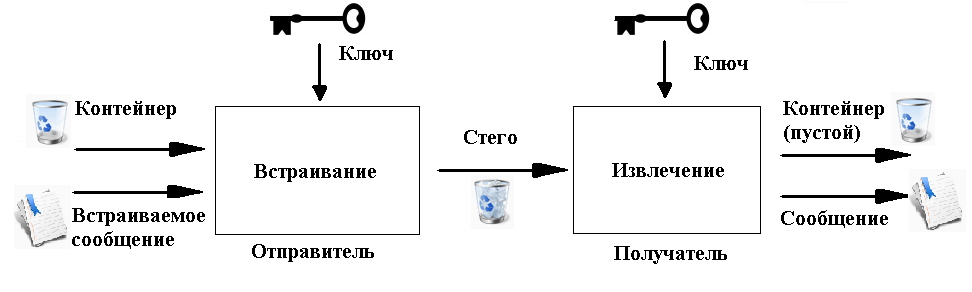 Ключ
Ключ
Контейнер
Встраивание
Встраиваемое
сообщение
Отправитель
Стего
Извлечение
Получатель
Контейнер
(пустой)
Сообщение